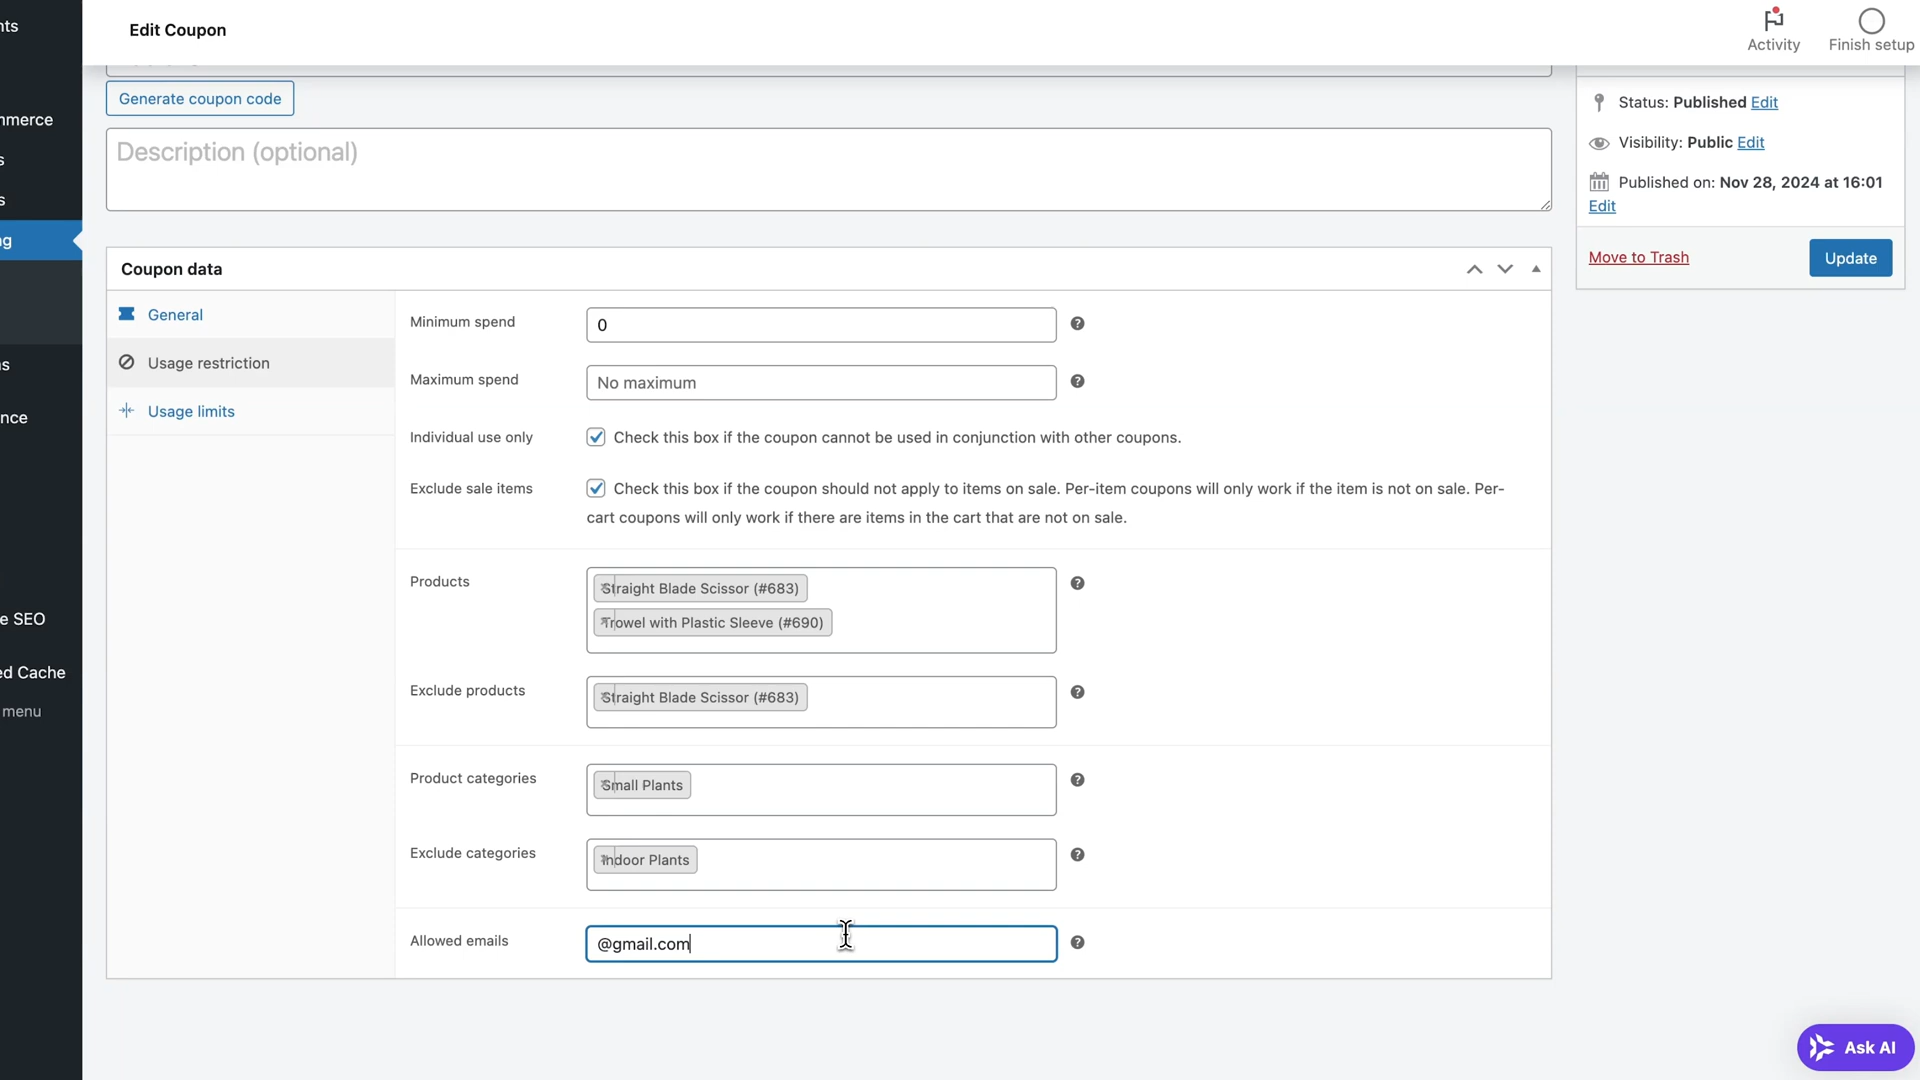 nts
Edit Coupon
Activity
Finish setup
Generate coupon code
Status: Published Edit
mmerce
Description (optional)
Visibility: Public Edit
s
Published on: Nov 28, 2024 at 16:01
s
Edit
ng
Move to Trash
Update
Coupon data
General
Minimum spend
0
Usage restriction
Maximum spend
No maximum
s
Usage limits
nce
Individual use only
Check this box if the coupon cannot be used in conjunction with other coupons.
Exclude sale items
Check this box if the coupon should not apply to items on sale. Per-item coupons will only work if the item is not on sale. Per-
cart coupons will only work if there are items in the cart that are not on sale.
Products
Straight Blade Scissor (#683)
e SEO
Trowel with Plastic Sleeve (#690)
ed Cache
Exclude products
Straight Blade Scissor (#683)
menu
Product categories
Small Plants
Exclude categories
Indoor Plants
Allowed emails
@gmail.com
Ask AI